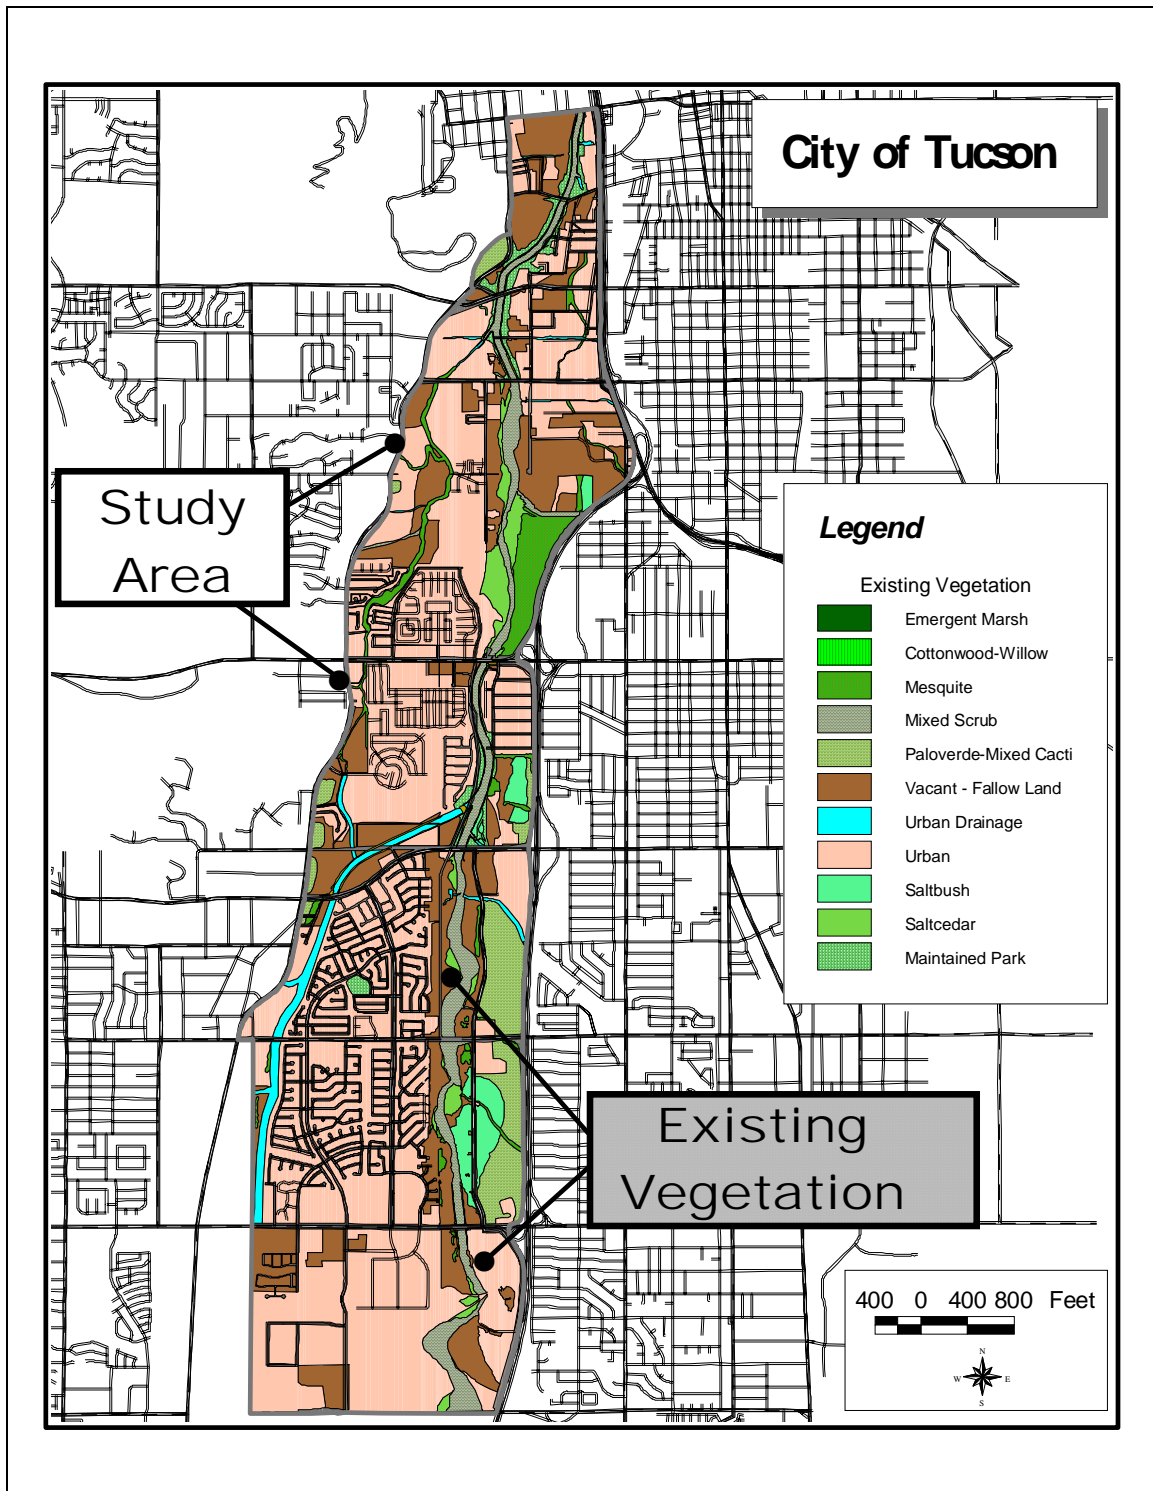 City of Tucson
Study
Area
Legend
Existing Vegetation
Emergent Marsh
Cottonwood-Willow
Mesquite
Mixed Scrub
Paloverde-Mixed Cacti
Vacant - Fallow Land
Urban Drainage
Urban
Saltbush
Saltcedar
Maintained Park
Existing
Vegetation
400 0 400 800 Feet
N
W E
S